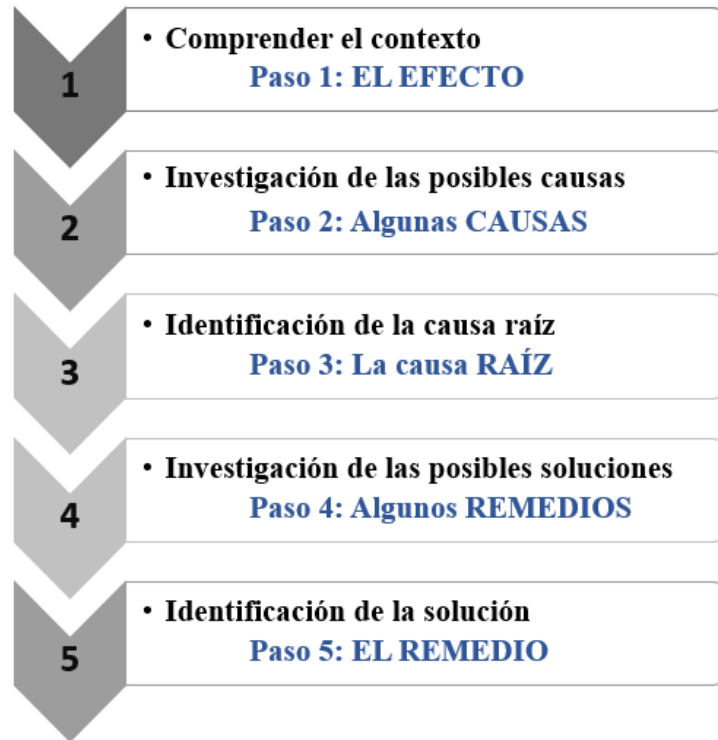 • Comprender el contexto
1
Paso 1: EL EFECTO
• Investigación de las posibles causas
2
Paso 2: Algunas CAUSAS
• Identificación de la causa raíz
3
Paso 3: La causa RAÍZ
• Investigación de las posibles soluciones
4
Paso 4: Algunos REMEDIOS
• Identificación de la solución
5
Paso 5: EL REMEDIO